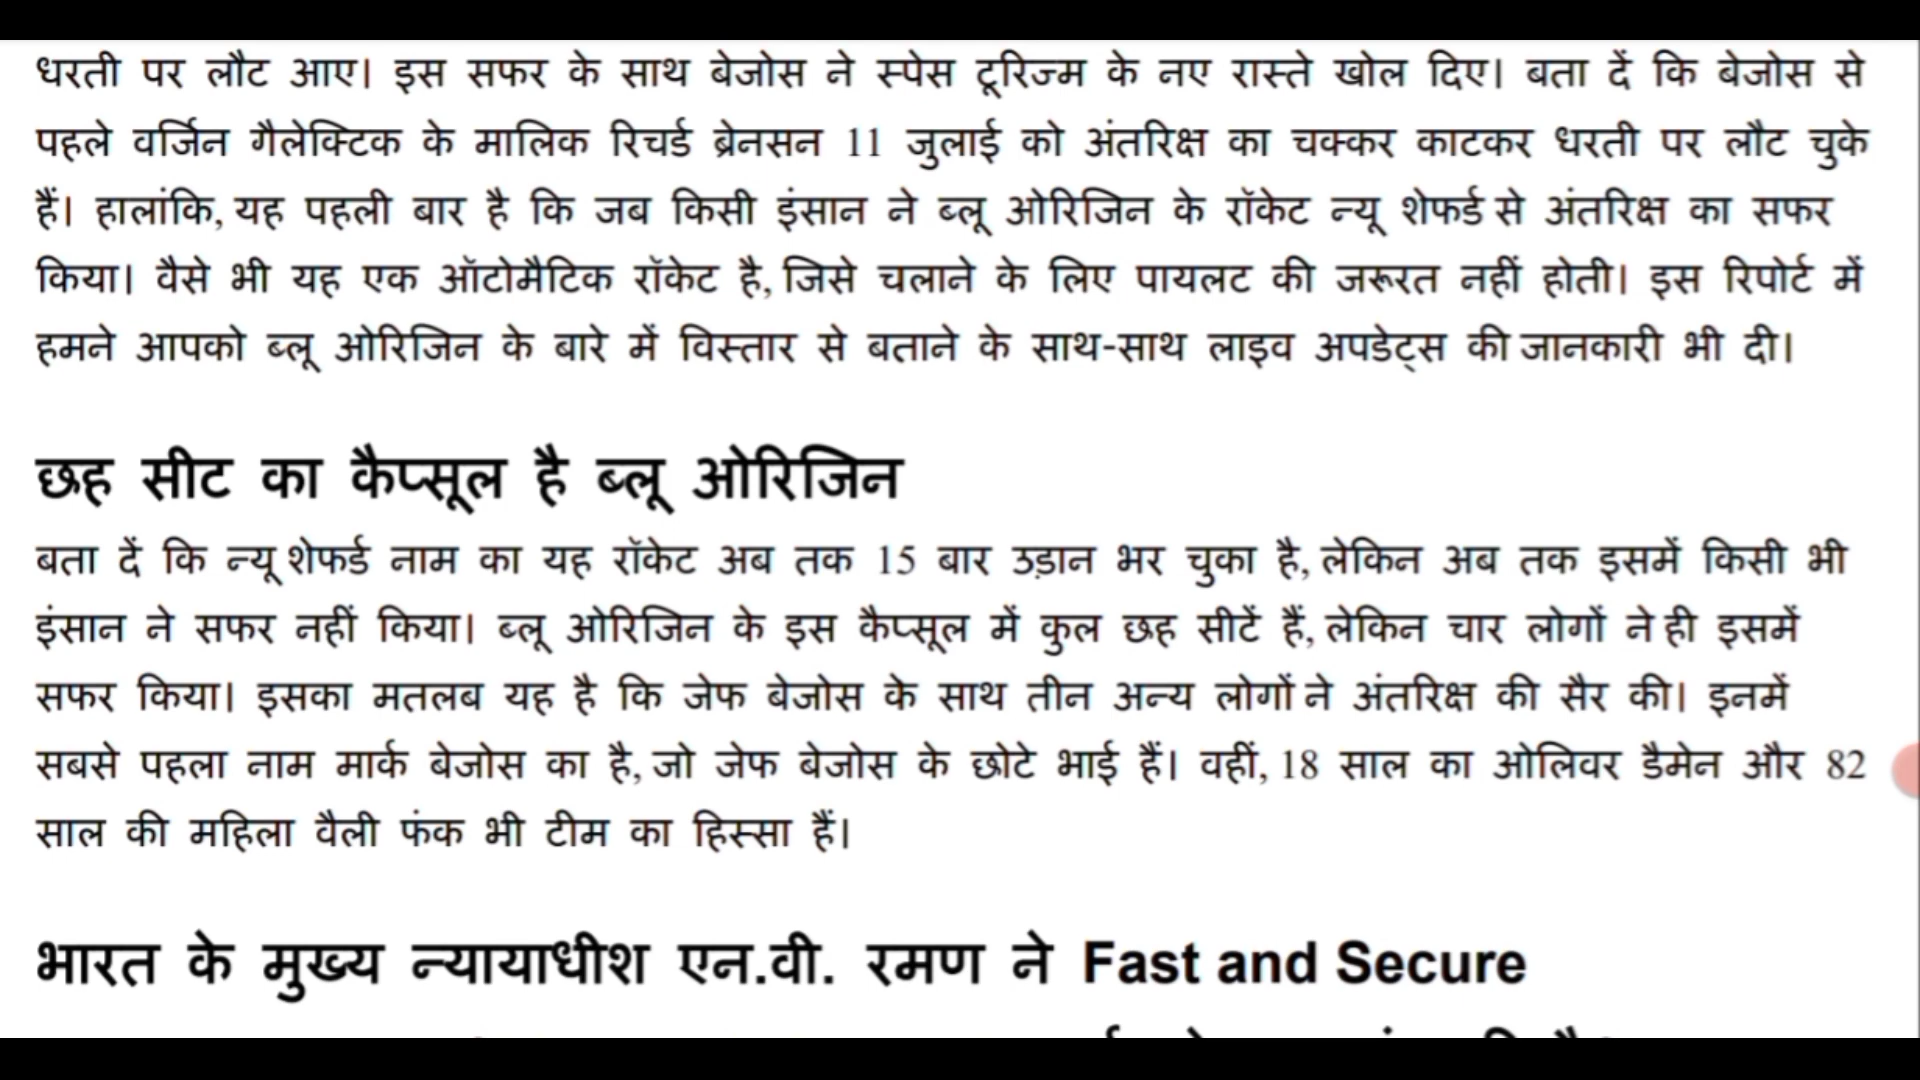 धरती पर लौट आए। इस सफर के साथ बेजोस ने स्पेस टूरिज्म के नए रास्ते खोल दिए। बता दें कि बेजोस से
पहले वर्जिन गैलेक्टिक के मालिक रिचर्ड ब्रेनसन 11 जुलाई को अंतरिक्ष का चक्कर काटकर धरती पर लौट चुके
हैं। हालांकि, यह पहली बार है कि जब किसी इंसान ने ब्लू ओरिजिन के रॉकेट न्यू शेफर्ड से अंतरिक्ष का सफर
किया। वैसे भी यह एक ऑटोमैटिक रॉकेट है, जिसे चलाने के लिए पायलट की जरूरत नहीं होती। इस रिपोर्ट में
हमने आपको ब्लू ओरिजिन के बारे में विस्तार से बताने के साथ-साथ लाइव अपडेट्स की जानकारी भी दी।
छह सीट का कैप्सूल है ब्लू ओरिजिन
बता दें कि न्यू शेफर्ड नाम का यह रॉकेट अब तक 15 बार उड़ान भर चुका है, लेकिन अब तक इसमें किसी भी
इंसान ने सफर नहीं किया। ब्लू ओरिजिन के इस कैप्सूल में कुल छह सीटें हैं, लेकिन चार लोगों ने ही इसमें
सफर किया। इसका मतलब यह है कि जेफ बेजोस के साथ तीन अन्य लोगों ने अंतरिक्ष की सैर की। इनमें
सबसे पहला नाम मार्क बेजोस का है, जो जेफ बेजोस के छोटे भाई हैं। वहीं, 18 साल का ओलिवर डैमेन और 82
साल की महिला वैली फंक भी टीम का हिस्सा हैं।
भारत के मुख्य न्यायाधीश एन.वी. रमण ने Fast and Secure